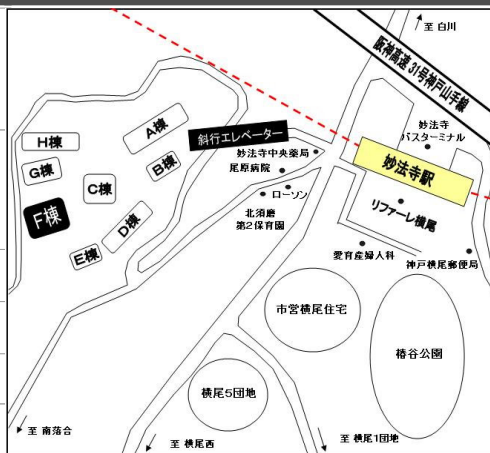 至 白川
阪神高速 31号神戸山手線
妙法寺
バスターミナル
妙法寺駅
斜行エレベーター
妙法寺中央薬局
尾原病院
ローソン
北須磨
第2保育園
リファーレ横尾
愛育産婦人科
神戸横尾郵便局
H棟
A棟
G棟
B棟
C棟
F棟
D棟
E棟
市営横尾住宅
椿谷公園
横尾5団地
至 南落合
至 横尾西
至 横尾1団地